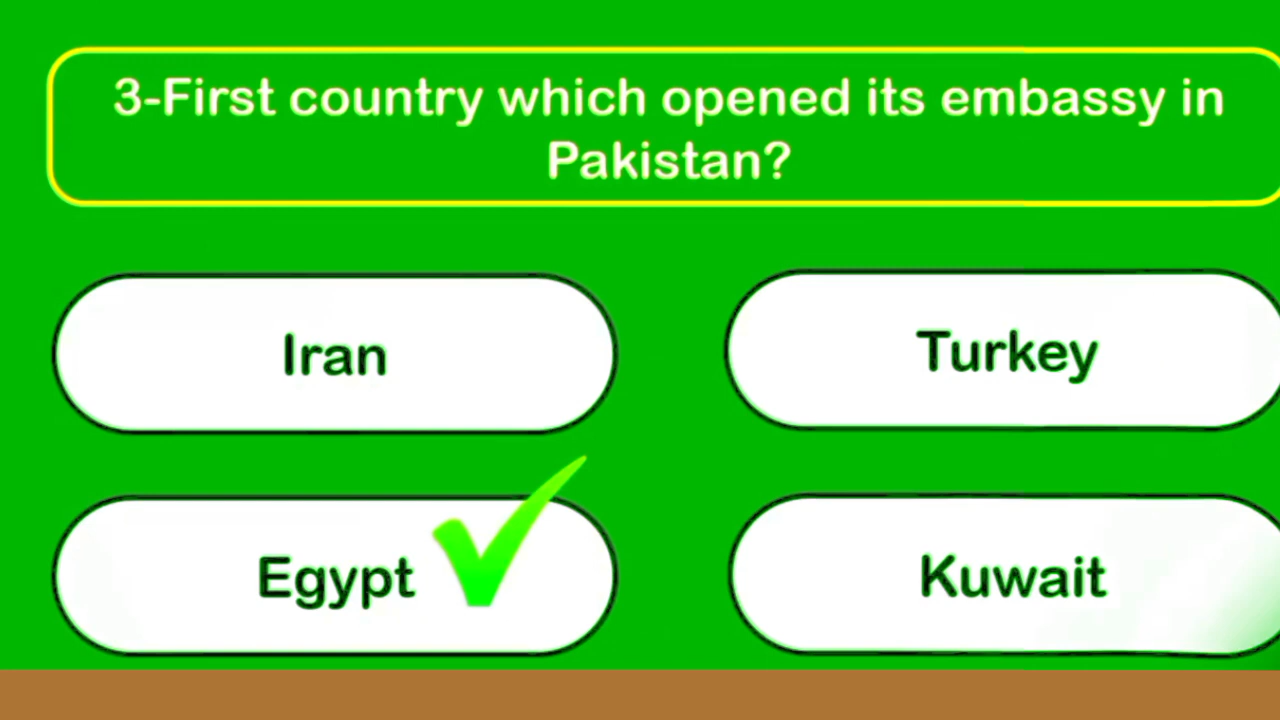 3-First country which opened its embassy in
Pakistan?
Iran
Turkey
Egypt
Kuwait